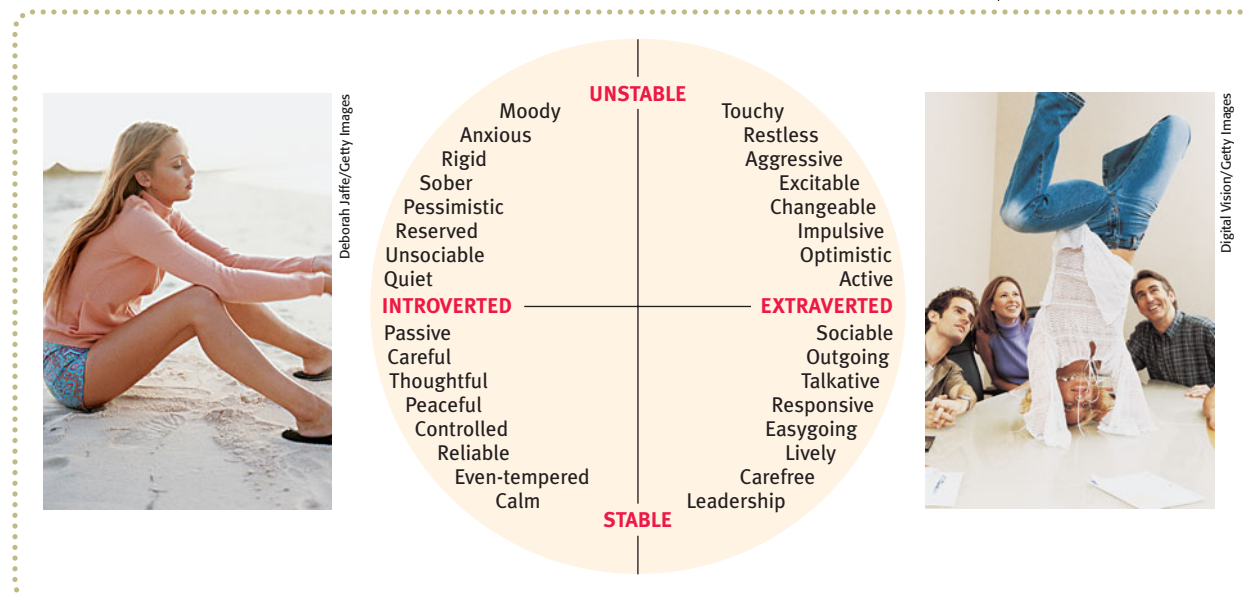 Deborah Jaffe/Getty Images
UNSTABLE
Moody
Anxious
Rigid
Sober
Pessimistic
Reserved
Unsociable
Quiet
INTROVERTED
Passive
Careful
Thoughtful
Peaceful
Controlled
Reliable
Even-tempered
Calm
Touchy
Restless
Aggressive
Excitable
Changeable
Impulsive
Optimistic
Active
EXTRAVERTED
Sociable
Outgoing
Talkative
Responsive
Easygoing
Lively
Carefree
Leadership
STABLE
Digital Vision/Getty Images